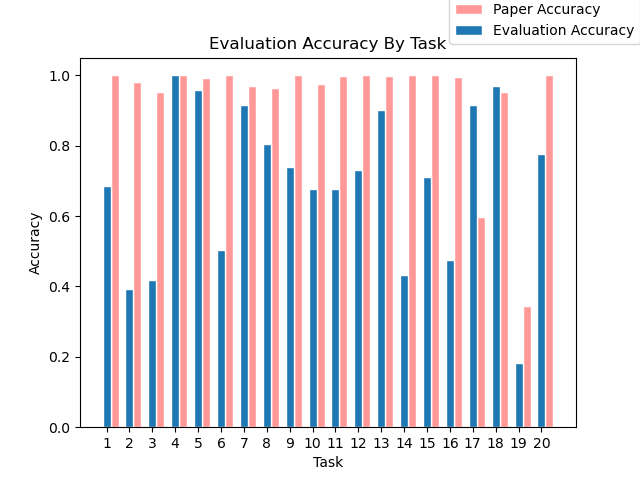 Paper Accuracy
Evaluation Accuracy
Evaluation Accuracy By Task
1.0
0.8
0.6
0.4
0.2
0.0
Accuracy
1 2 3 4 5 6 7 8 9 10 11 12 13 14 15 16 17 18 19 20
Task